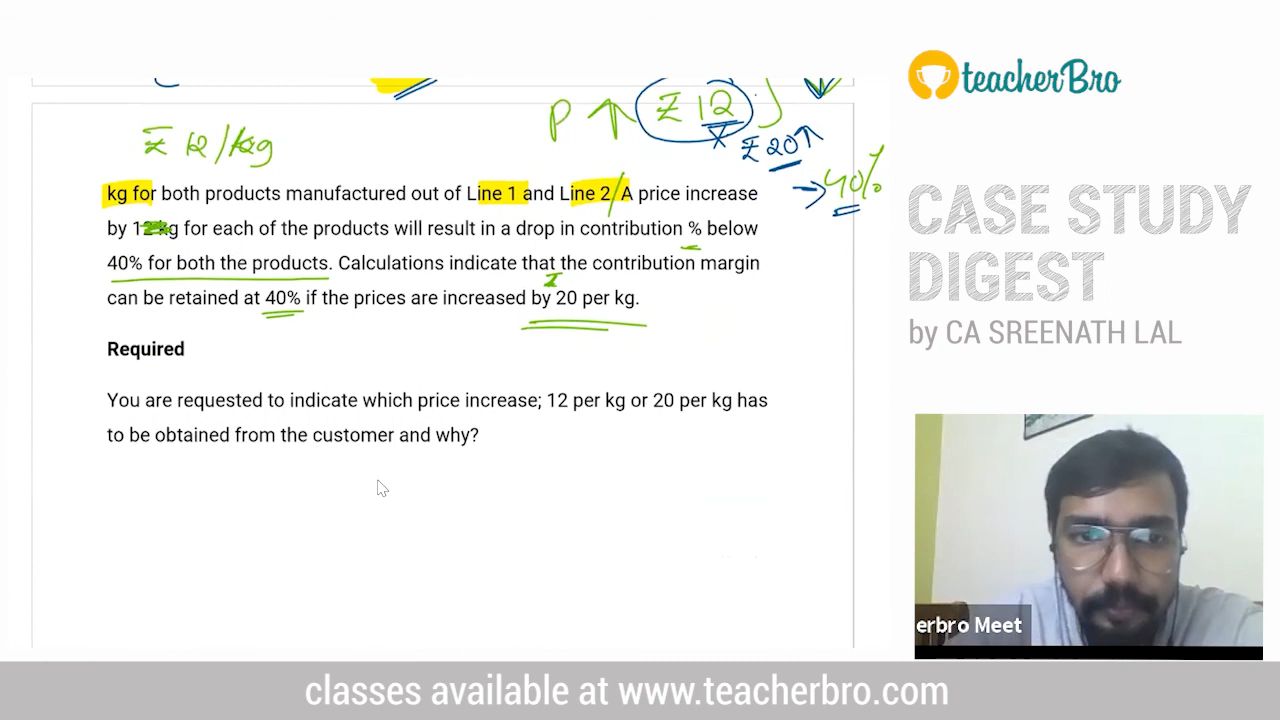 P ↑ ₹ 12
₹ 12/kg
₹ 20 ↑
→ 40%
kg for both products manufactured out of Line 1 and Line 2/A price increase
by 12 kg for each of the products will result in a drop in contribution % below
40% for both the products. Calculations indicate that the contribution margin
can be retained at 40% if the prices are increased by ₹ 20 per kg.
Required
You are requested to indicate which price increase; 12 per kg or 20 per kg has
to be obtained from the customer and why?
teacherBro
CASE STUDY
DIGEST
by CA SREENATH LAL
erbro Meet
classes available at www.teacherbro.com